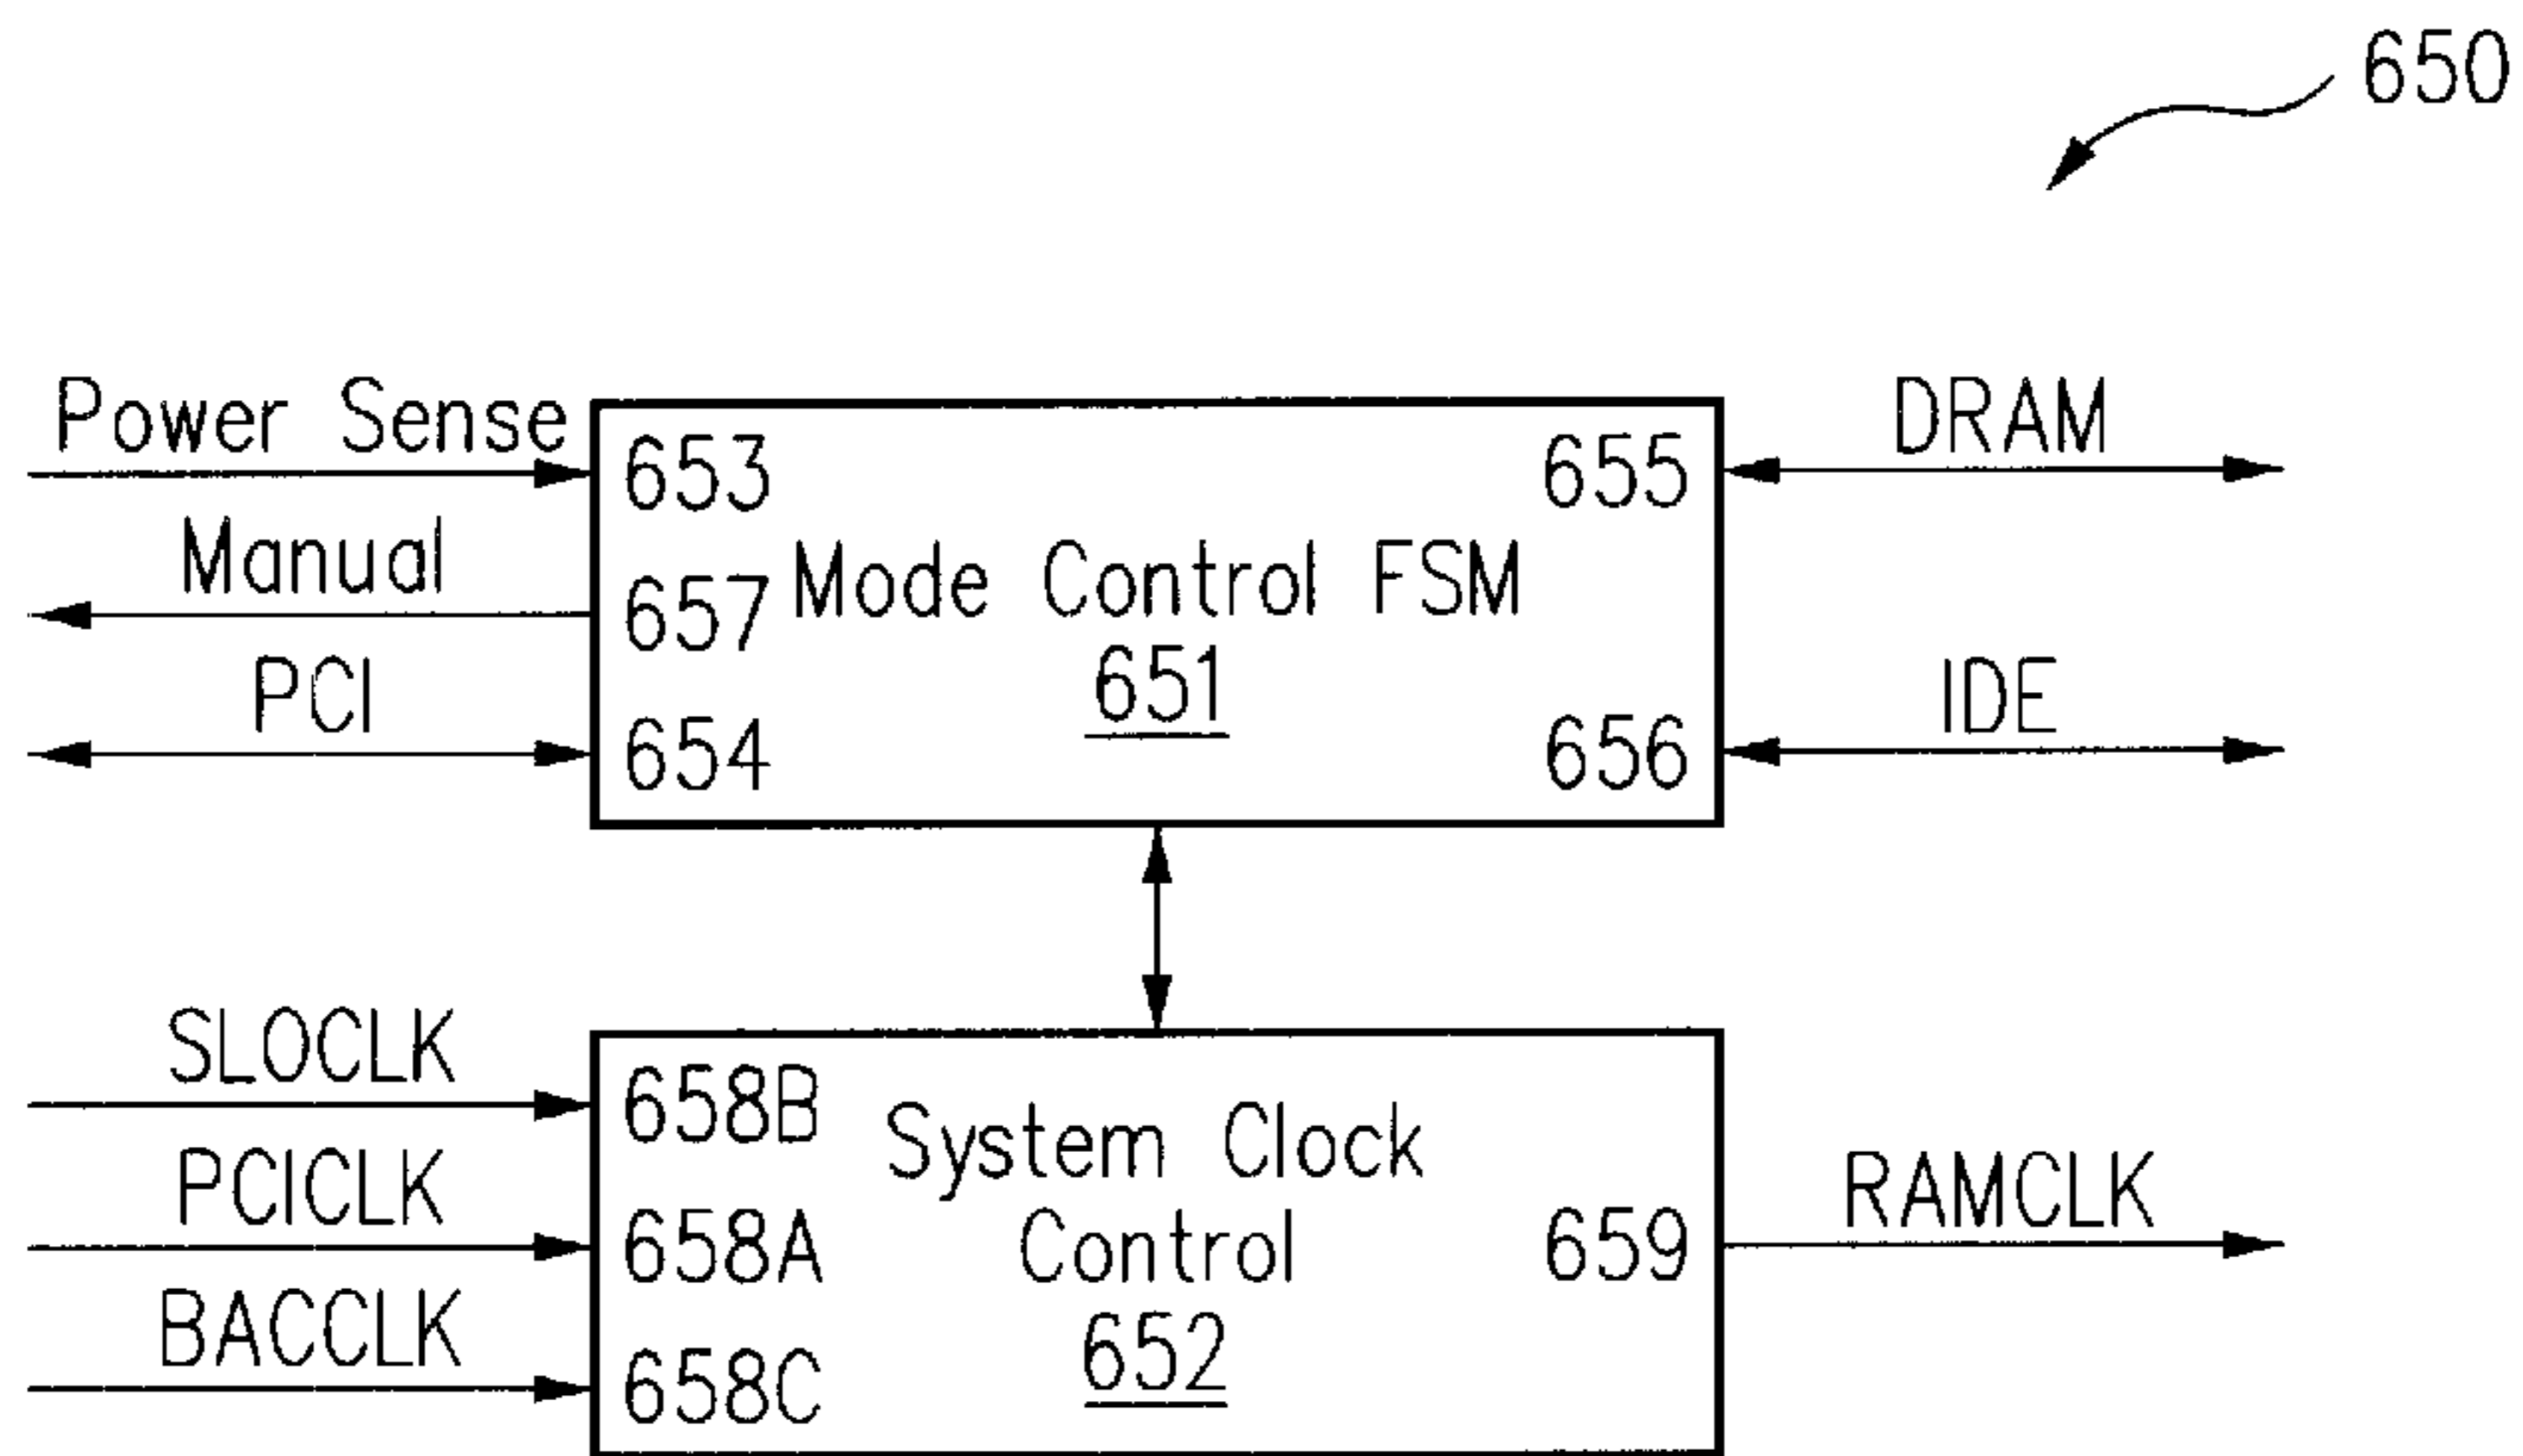 650
Power Sense
653
655
DRAM
Manual
657
Mode Control FSM
651
PCI
654
656
IDE
SLOCLK
658B
System Clock
PCICLK
658A
Control
659
RAMCLK
BACCLK
658C
652